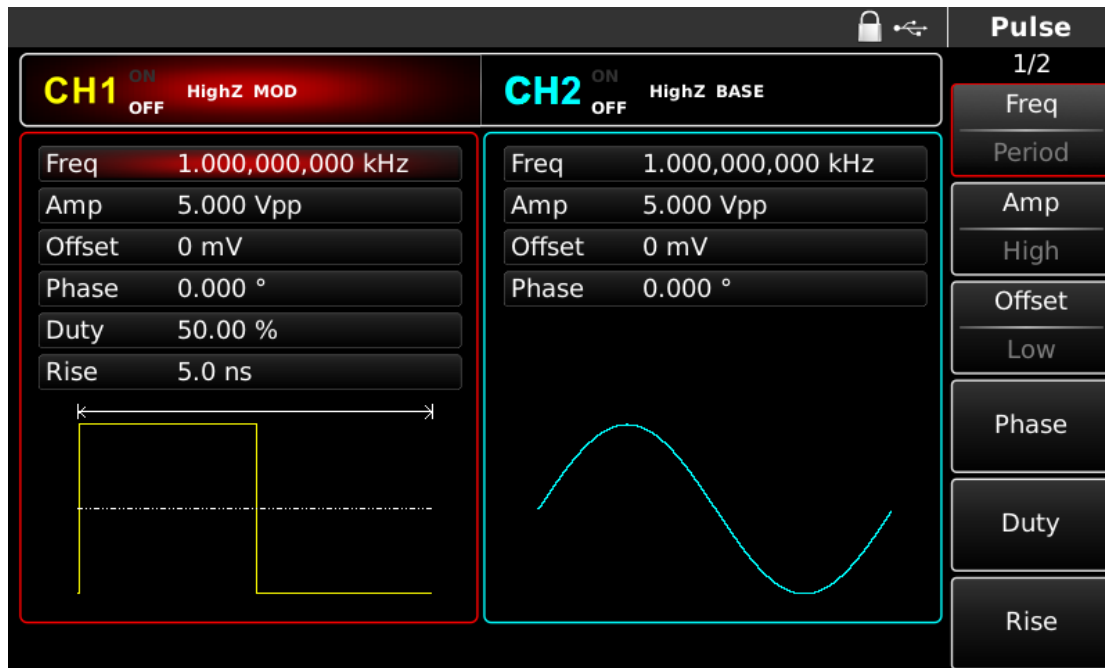 Pulse
1/2
CH1 ON OFF HighZ MOD
CH2 ON OFF HighZ BASE
Freq 1.000,000,000 kHz
Amp 5.000 Vpp
Offset 0 mV
Phase 0.000 °
Duty 50.00 %
Rise 5.0 ns
Freq 1.000,000,000 kHz
Amp 5.000 Vpp
Offset 0 mV
Phase 0.000 °
Freq
Period
Amp
High
Offset
Low
Phase
Duty
Rise